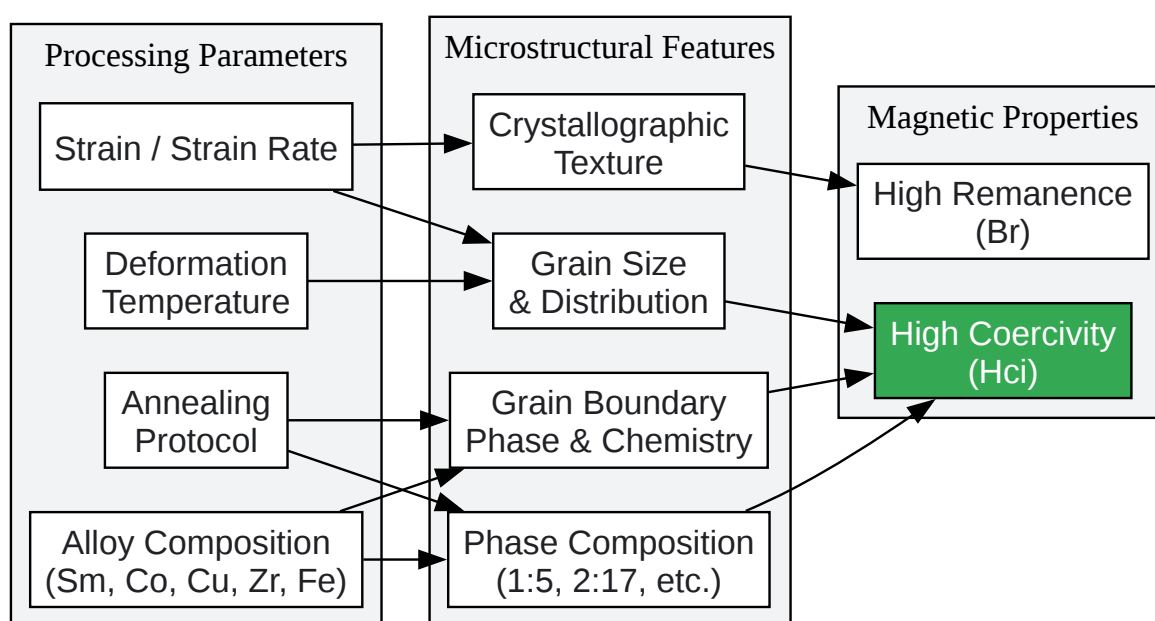 Processing Parameters
Strain / Strain Rate
Deformation
Temperature
Annealing
Protocol
Alloy Composition
(Sm, Co, Cu, Zr, Fe)
Microstructural Features
Crystallographic
Texture
Grain Size
& Distribution
Grain Boundary
Phase & Chemistry
Phase Composition
(1:5, 2:17, etc.)
Magnetic Properties
High Remanence
(Br)
High Coercivity
(Hci)